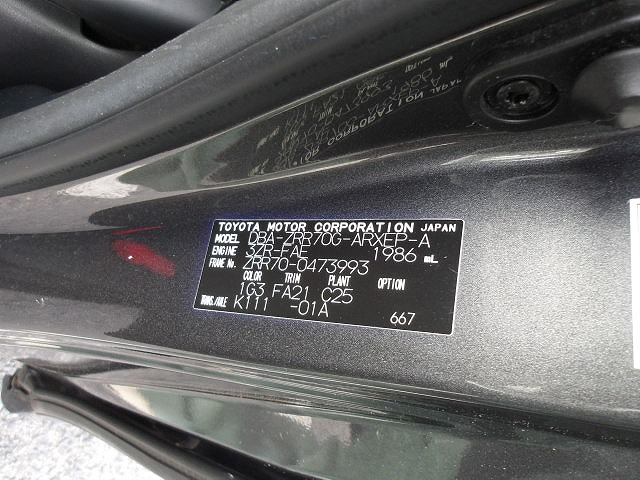 TOYOTA MOTOR CORPORATION JAPAN
MODEL DBA-ZRR70G-ARXEP-A
ENGINE 3ZR-FAE 1986 mL
FRAME No. ZRR70-0473993
COLOR TRIM PLANT OPTION
1G3 FA21 C25
TRANS./AXLE K111 -01A
667